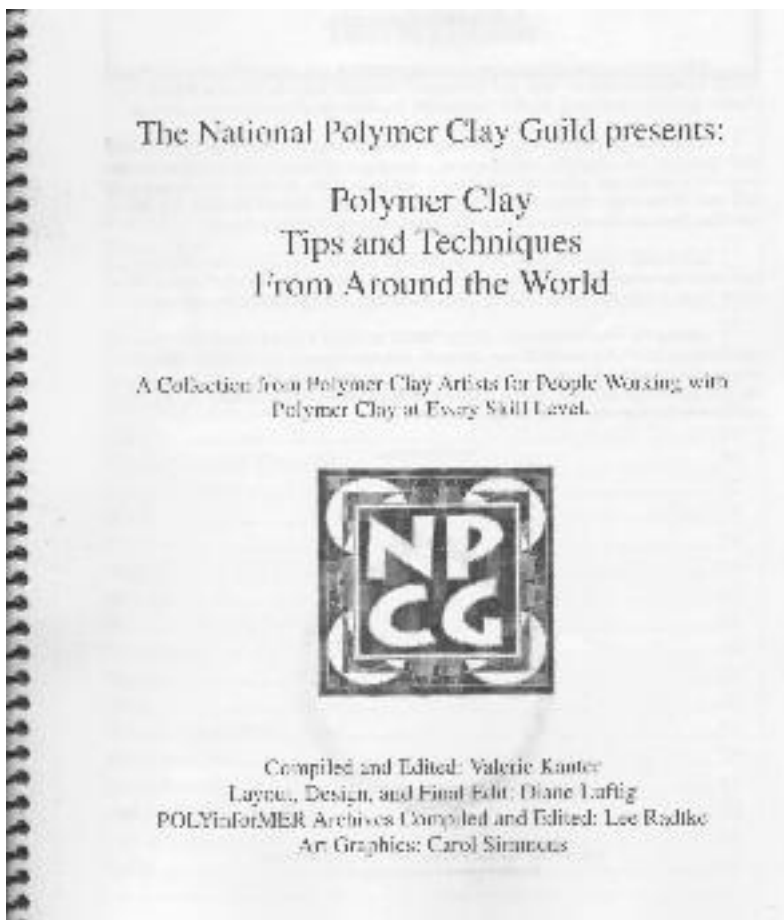 The National Polymer Clay Guild presents:
Polymer Clay
Tips and Techniques
From Around the World
A Collection from Polymer Clay Artists for People Working with
Polymer Clay at Every Skill Level.
NP
CG
Compiled and Edited: Valerie Kanter
Layout, Design, and Final Edit: Diane Luftig
POLYinforMER Archives Compiled and Edited: Lee Radtke
Art Graphics: Carol Simmons